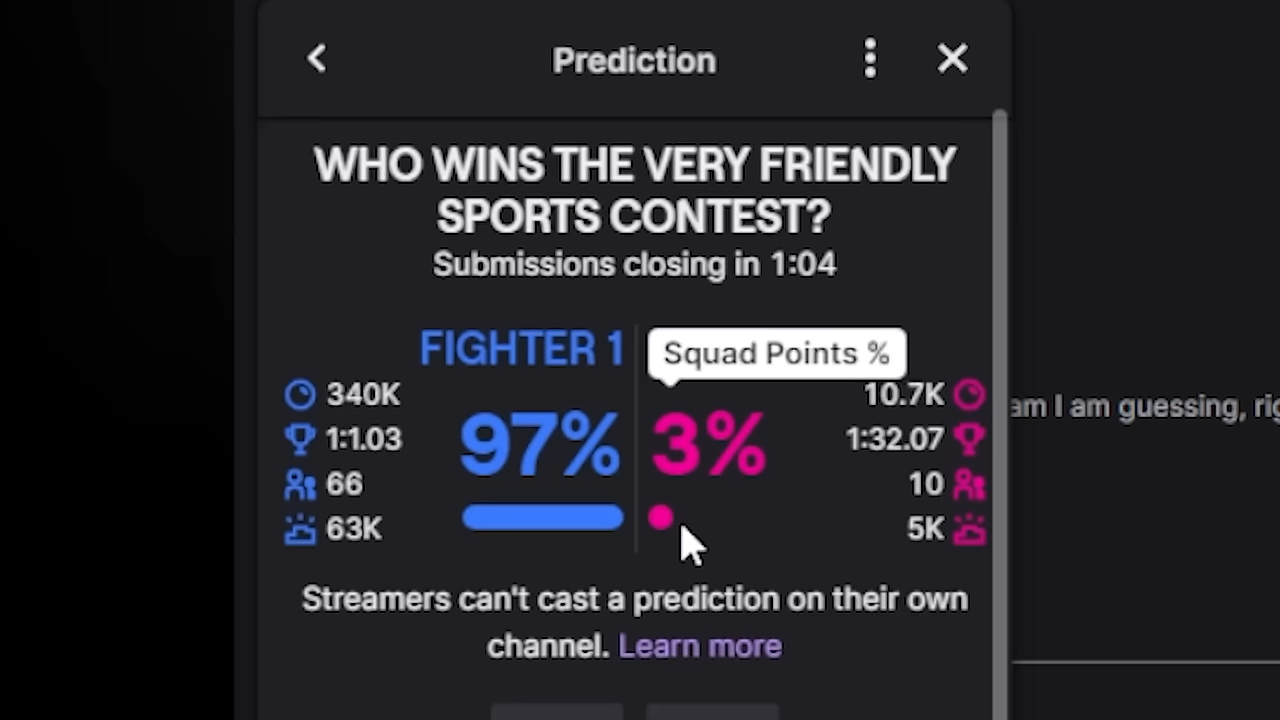 Prediction
WHO WINS THE VERY FRIENDLY
SPORTS CONTEST?
Submissions closing in 1:04
FIGHTER 1
Squad Points %
340K
1:1.03
66
63K
97%
3%
10.7K
1:32.07
10
5K
am I am guessing,
Streamers can't cast a prediction on their own
channel. Learn more